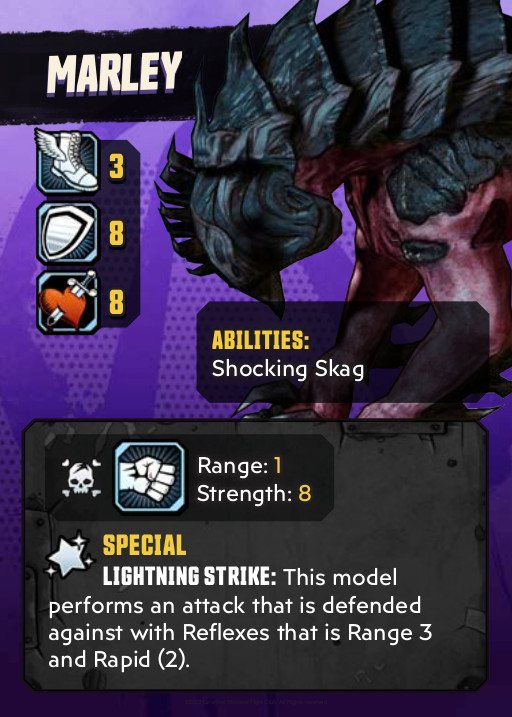 MARLEY
3
8
8
ABILITIES:
Shocking Skag
Range: 1
Strength: 8
SPECIAL
LIGHTNING STRIKE: This model
performs an attack that is defended
against with Reflexes that is Range 3
and Rapid (2).